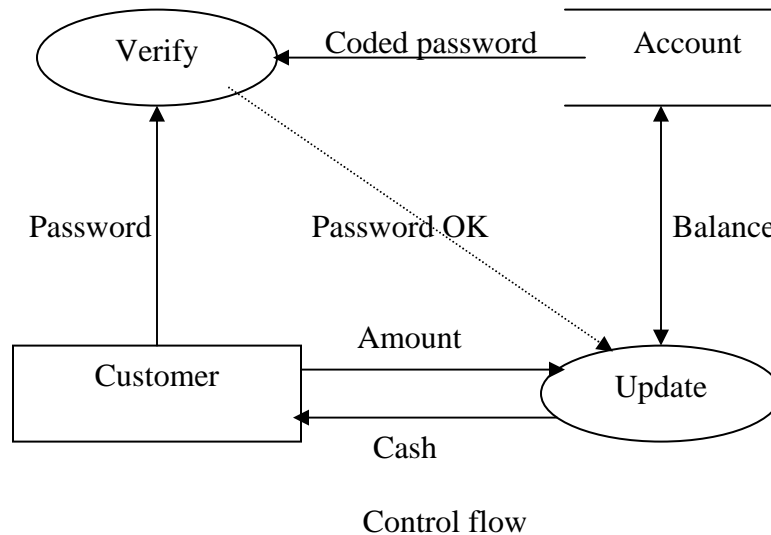 Verify
Coded password
Account
Password
Password OK
Balance
Amount
Customer
Update
Cash
Control flow